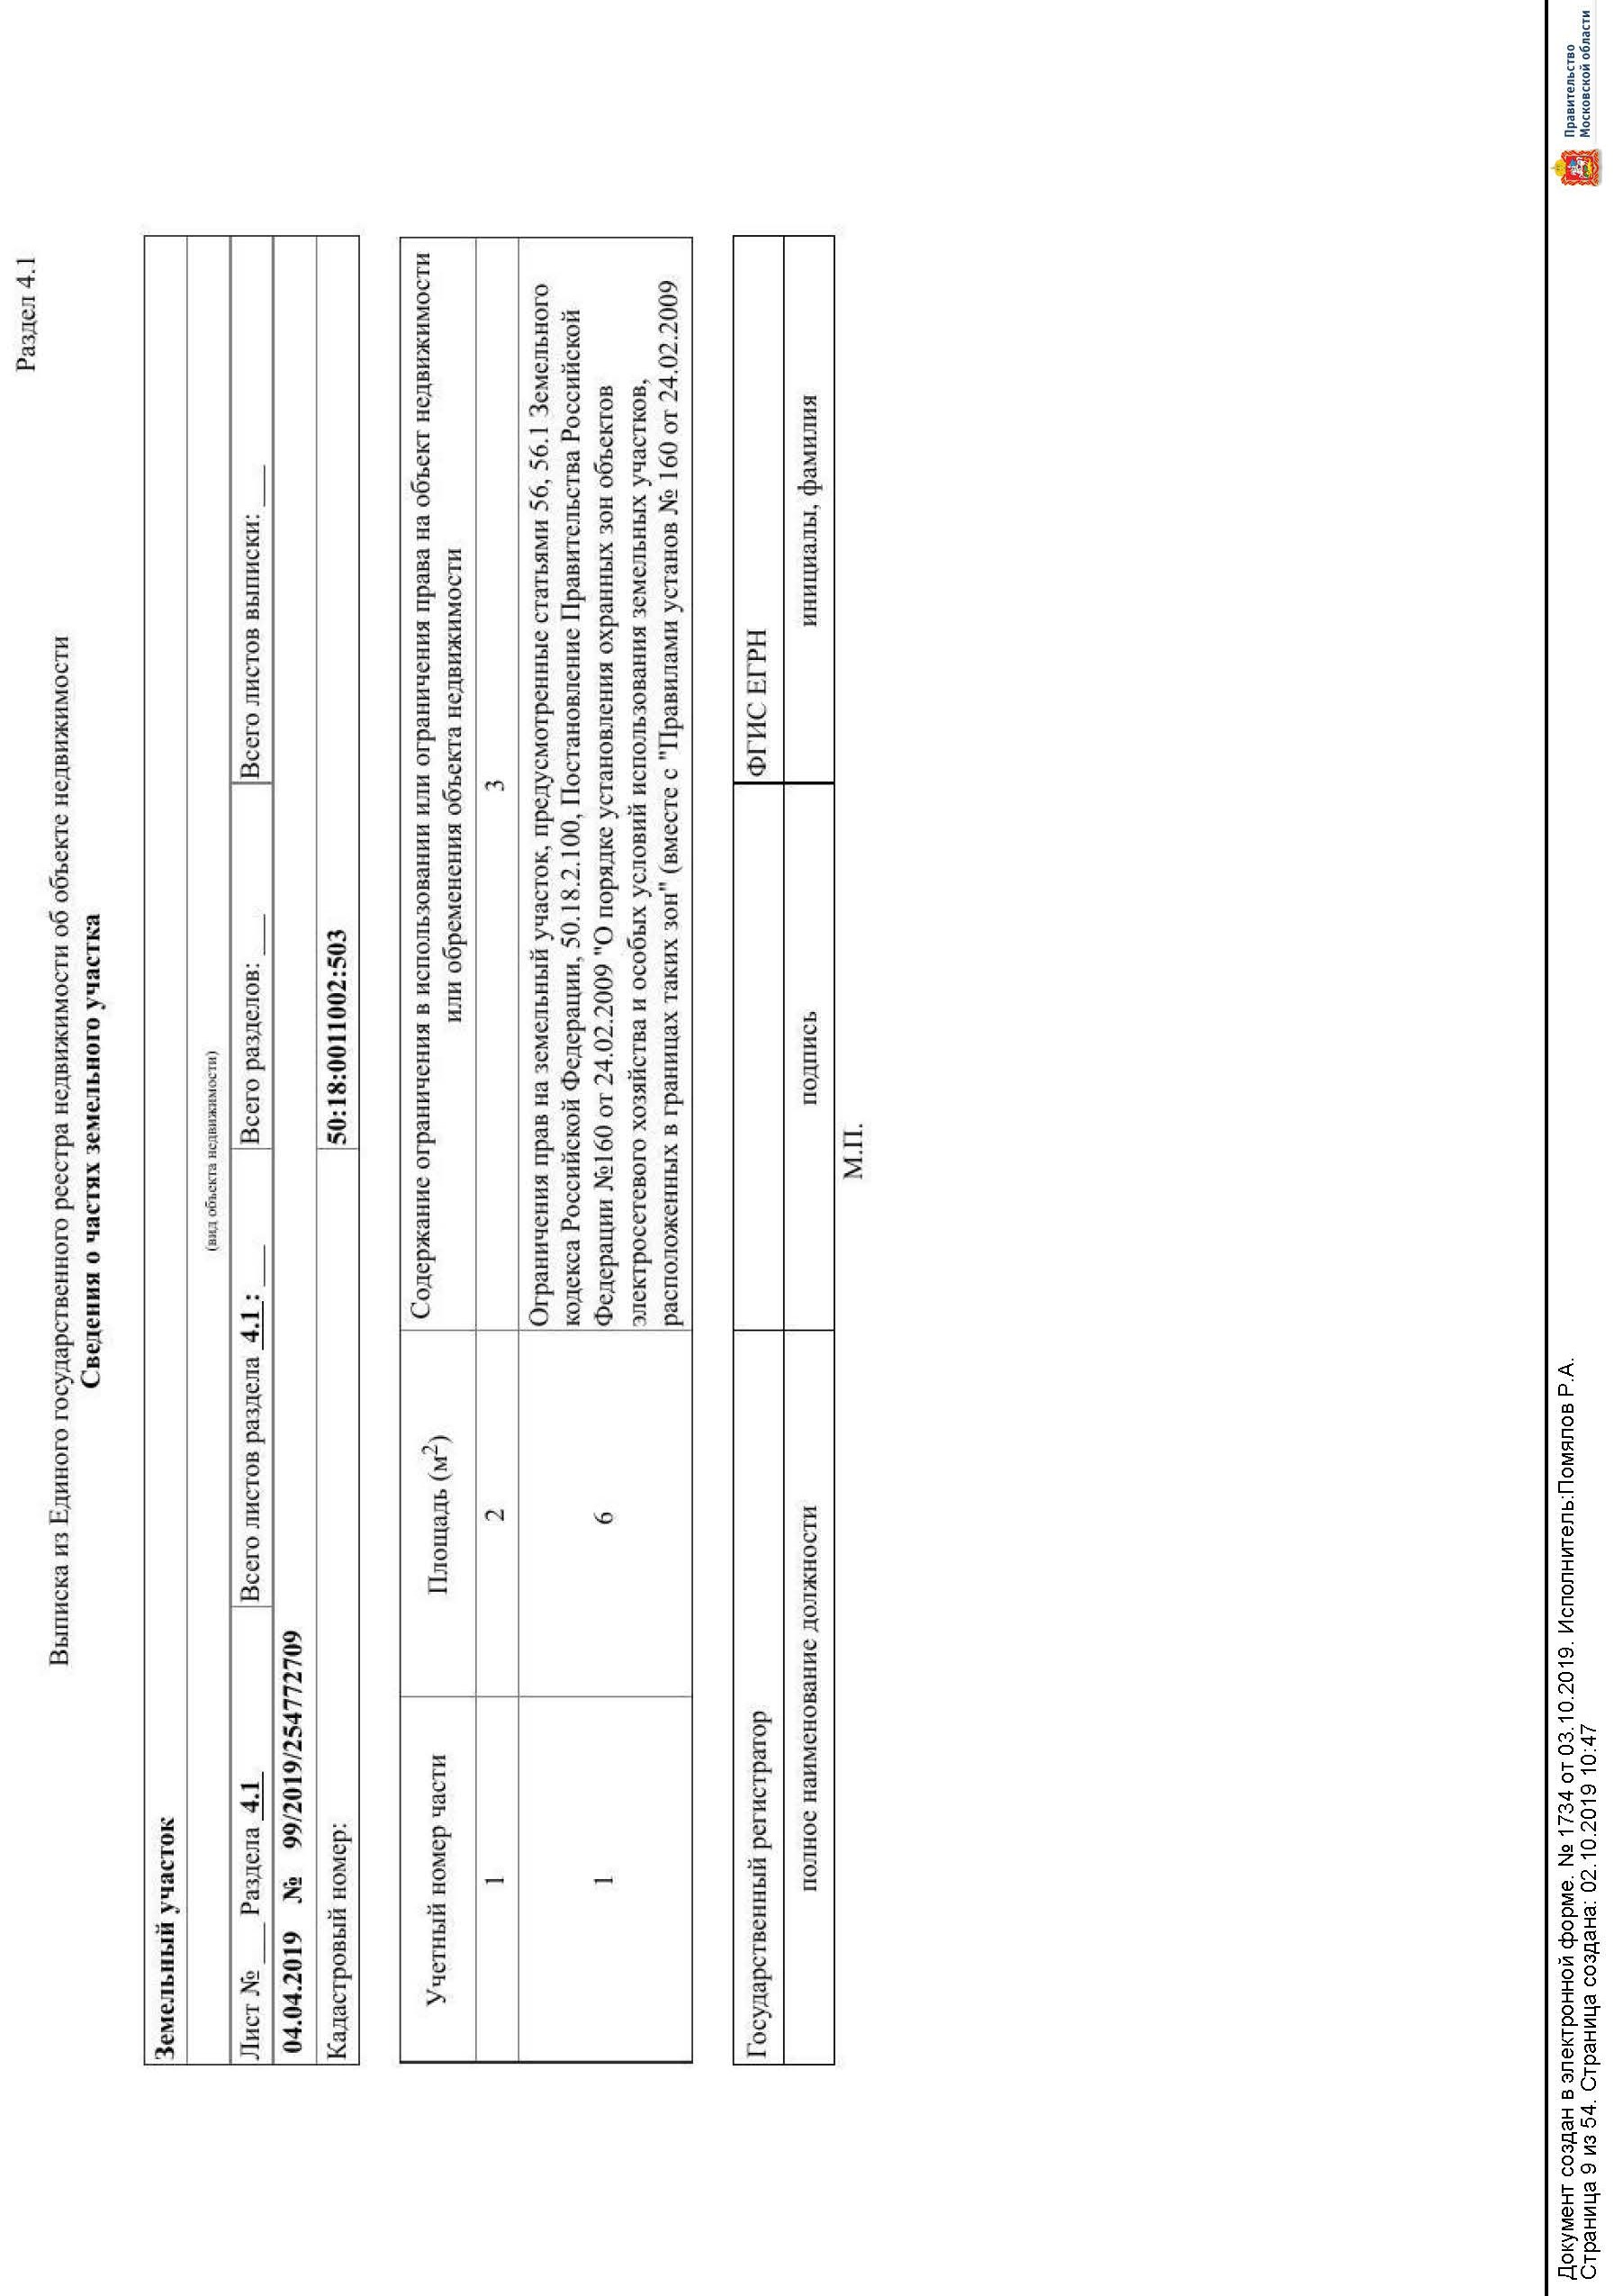 Раздел 4.1
Выписка из Единого государственного реестра недвижимости об объекте недвижимости
Сведения о частях земельного участка
Земельный участок
(вид объекта недвижимости)
Лист № ___ Раздела 4.1 Всего листов раздела 4.1 : ___ Всего разделов: ___ Всего листов выписки: ___
04.04.2019 № 99/2019/254772709
Кадастровый номер: 50:18:0011002:503
Учетный номер части Площадь (м²) Содержание ограничения в использовании или ограничения права на объект недвижимости
или обременения объекта недвижимости
1 2 3
Ограничения прав на земельный участок, предусмотренные статьями 56, 56.1 Земельного
кодекса Российской Федерации, 50.18.2.100, Постановление Правительства Российской
1 6 Федерации №160 от 24.02.2009 "О порядке установления охранных зон объектов
электросетевого хозяйства и особых условий использования земельных участков,
расположенных в границах таких зон" (вместе с "Правилами установ № 160 от 24.02.2009
Государственный регистратор ФГИС ЕГРН
полное наименование должности подпись инициалы, фамилия
М.П.
Документ создан в электронной форме. № 1734 от 03.10.2019. Исполнитель:Помялов Р.А.
Страница 9 из 54. Страница создана: 02.10.2019 10:47
Правительство
Московской области